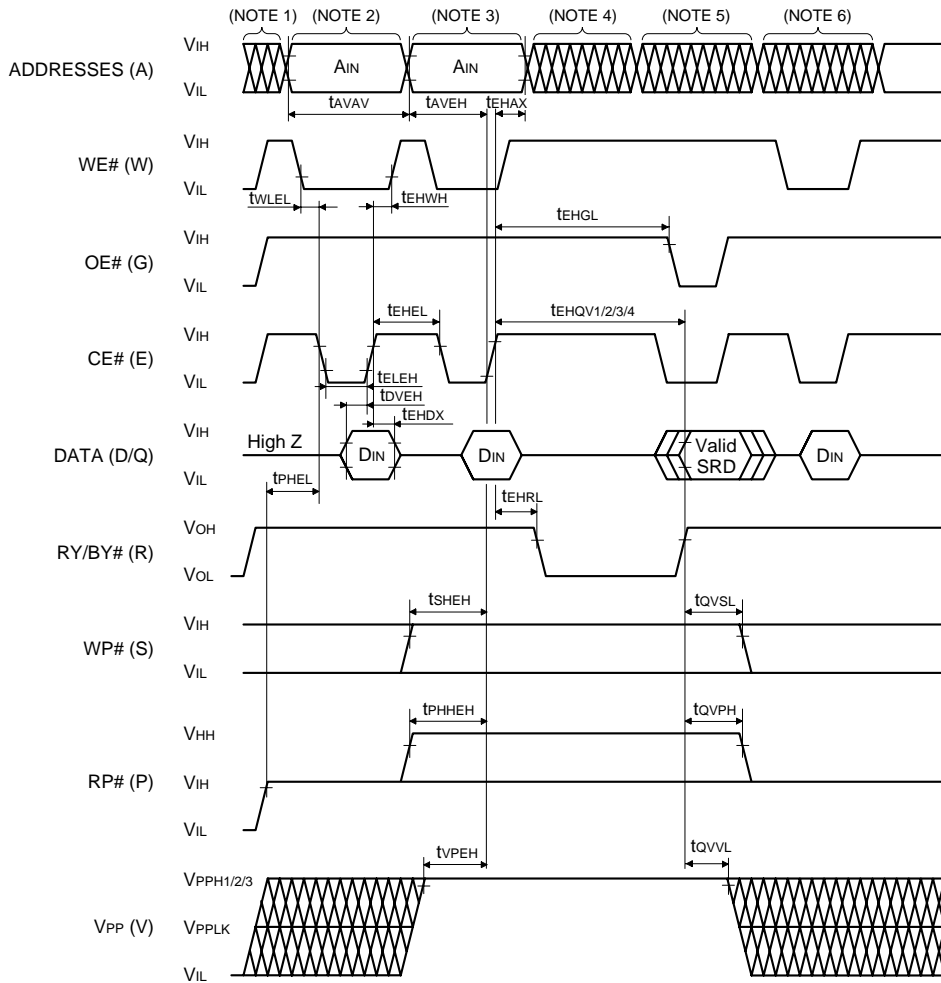 (NOTE 1) (NOTE 2) (NOTE 3) (NOTE 4) (NOTE 5) (NOTE 6)
VIH
ADDRESSES (A) AIN AIN
VIL
tAVAV tAVEH tEHAX
VIH
WE# (W)
VIL
tWLEL tEHWH
tEHGL
VIH
OE# (G)
VIL
tEHEL tEHQV1/2/3/4
VIH
CE# (E)
VIL
tELEH
tDVEH
tEHDX
VIH
High Z
DATA (D/Q) DIN DIN Valid SRD DIN
VIL
tPHEL
tEHRL
VOH
RY/BY# (R)
VOL
tSHEH tQVSL
VIH
WP# (S)
VIL
tPHHEH tQVPH
VHH
RP# (P) VIH
VIL
tVPEH tQVVL
VPPH1/2/3
VPP (V) VPPLK
VIL